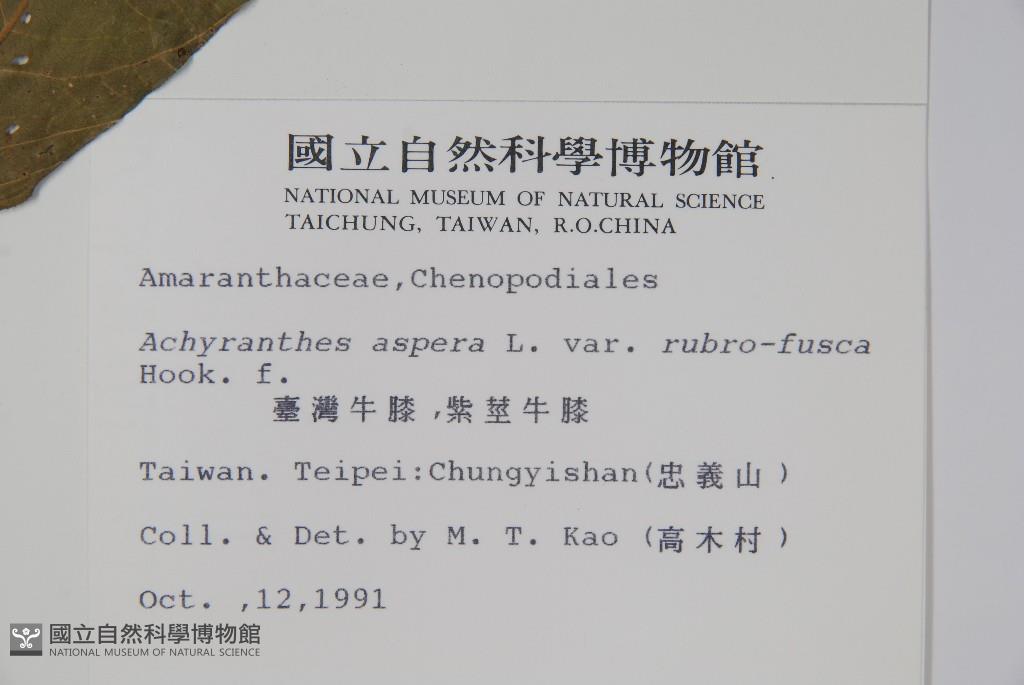 國立自然科學博物館
NATIONAL MUSEUM OF NATURAL SCIENCE
TAICHUNG, TAIWAN, R.O.CHINA
Amaranthaceae,Chenopodiales
Achyranthes aspera L. var. rubro-fusca
Hook. f.
臺灣牛膝,紫莖牛膝
Taiwan. Teipei:Chungyishan(忠義山)
Coll. & Det. by M. T. Kao (高木村)
Oct. ,12,1991
國立自然科學博物館
NATIONAL MUSEUM OF NATURAL SCIENCE